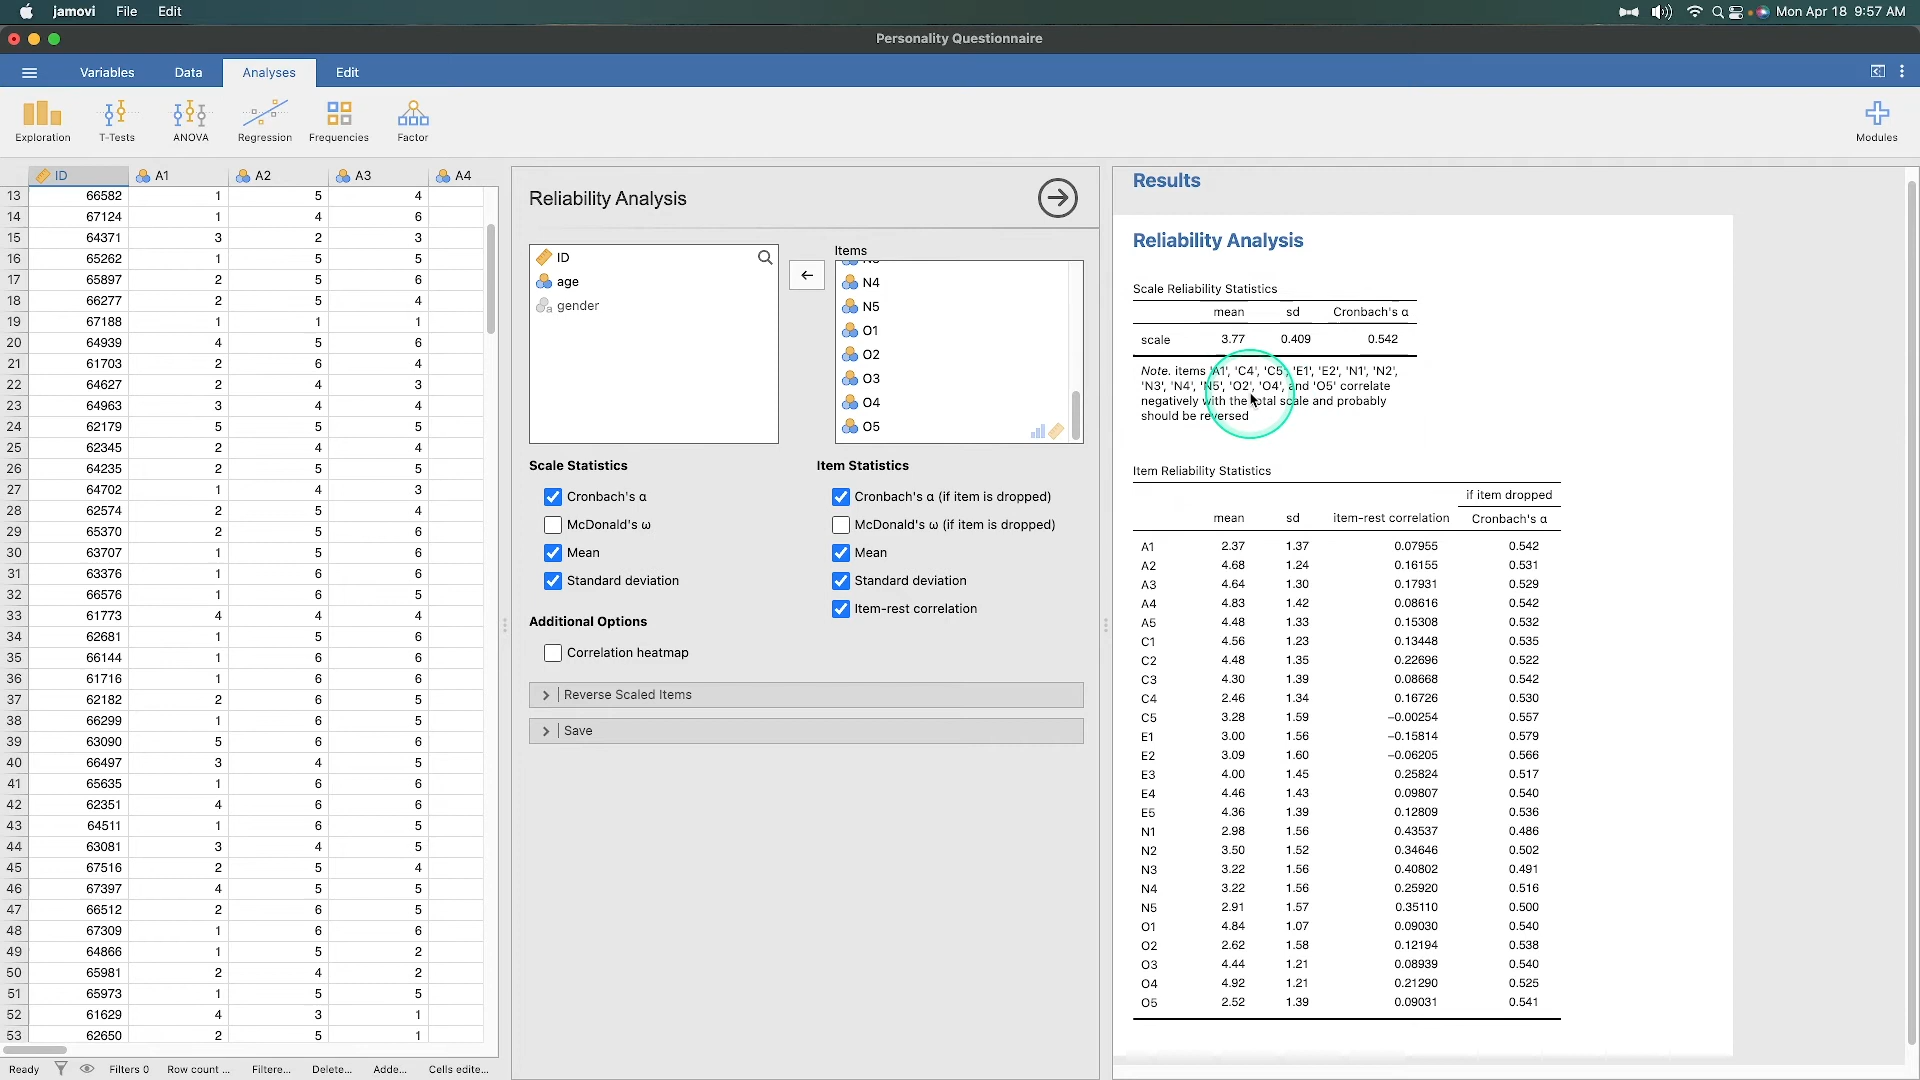 jamovi File Edit Mon Apr 18 9:57 AM
Personality Questionnaire
Variables Data Analyses Edit
Exploration T-Tests ANOVA Regression Frequencies Factor Modules
ID A1 A2 A3 A4
13 66582 1 5 4
14 67124 1 4 6
15 64371 3 2 3
16 65262 1 5 5
17 65897 2 5 6
18 66277 2 5 4
19 67188 1 1 1
20 64939 4 5 6
21 61703 2 6 4
22 64627 2 4 3
23 64963 3 4 4
24 62179 5 5 5
25 62345 2 4 4
26 64235 2 5 5
27 64702 1 4 3
28 62574 2 5 4
29 65370 2 5 6
30 63707 1 5 6
31 63376 1 6 6
32 66576 1 6 5
33 61773 4 4 4
34 62681 1 5 6
35 66144 1 6 6
36 61716 1 6 6
37 62182 2 6 5
38 66299 1 6 5
39 63090 5 6 6
40 66497 3 4 5
41 65635 1 6 6
42 62351 4 6 6
43 64511 1 6 5
44 63081 3 4 5
45 67516 2 5 4
46 67397 4 5 5
47 66512 2 6 5
48 67309 1 6 6
49 64866 1 5 2
50 65981 2 4 2
51 65973 1 5 5
52 61629 4 3 1
53 62650 2 5 1
Ready Filters 0 Row count ... Filtere... Delete... Adde... Cells edite...
Reliability Analysis
ID
age
gender
Items
N4
N5
O1
O2
O3
O4
O5
Scale Statistics
Cronbach's α
McDonald's ω
Mean
Standard deviation
Item Statistics
Cronbach's α (if item is dropped)
McDonald's ω (if item is dropped)
Mean
Standard deviation
Item-rest correlation
Additional Options
Correlation heatmap
Reverse Scaled Items
Save
Results
Reliability Analysis
Scale Reliability Statistics
mean sd Cronbach's α
scale 3.77 0.409 0.542
Note. items 'A1', 'C4', 'C5', 'E1', 'E2', 'N1', 'N2',
'N3', 'N4', 'N5', 'O2', 'O4', and 'O5' correlate
negatively with the total scale and probably
should be reversed
Item Reliability Statistics
if item dropped
mean sd item-rest correlation Cronbach's α
A1 2.37 1.37 0.07955 0.542
A2 4.68 1.24 0.16155 0.531
A3 4.64 1.30 0.17931 0.529
A4 4.83 1.42 0.08616 0.542
A5 4.48 1.33 0.15308 0.532
C1 4.56 1.23 0.13448 0.535
C2 4.48 1.35 0.22696 0.522
C3 4.30 1.39 0.08668 0.542
C4 2.46 1.34 0.16726 0.530
C5 3.28 1.59 −0.00254 0.557
E1 3.00 1.56 −0.15814 0.579
E2 3.09 1.60 −0.06205 0.566
E3 4.00 1.45 0.25824 0.517
E4 4.46 1.43 0.09807 0.540
E5 4.36 1.39 0.12809 0.536
N1 2.98 1.56 0.43537 0.486
N2 3.50 1.52 0.34646 0.502
N3 3.22 1.56 0.40802 0.491
N4 3.22 1.56 0.25920 0.516
N5 2.91 1.57 0.35110 0.500
O1 4.84 1.07 0.09030 0.540
O2 2.62 1.58 0.12194 0.538
O3 4.44 1.21 0.08939 0.540
O4 4.92 1.21 0.21290 0.525
O5 2.52 1.39 0.09031 0.541